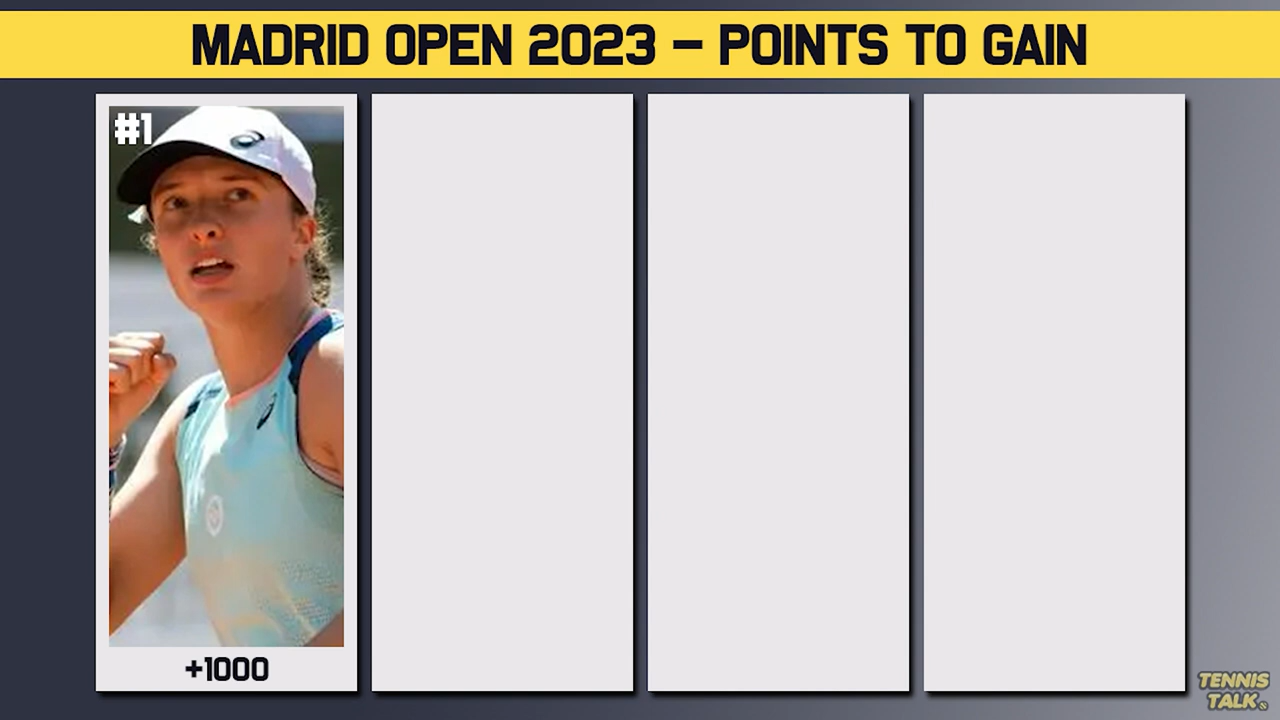 MADRID OPEN 2023 – POINTS TO GAIN
#1
+1000
TENNIS
TALK